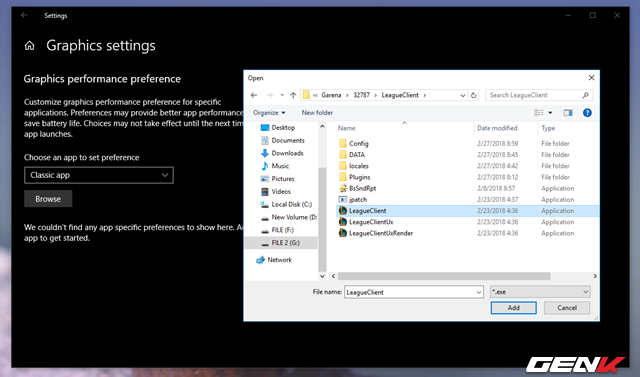 Settings
Graphics settings
Graphics performance preference
Customize graphics performance preference for specific
applications. Preferences may provide better app performance
save battery life. Choices may not take effect until the next time
app launches.
Choose an app to set preference
Classic app
Browse
We couldn't find any app specific preferences to show here.
app to get started.
Open
« Garena › 32787 › LeagueClient
Search LeagueClient
Organize
New folder
Desktop
Documents
Downloads
Music
Pictures
Videos
Local Disk (C:)
New Volume (D:
FILE (F:)
FILE 2 (G:)
Network
Name Date modified Type
Config 2/27/2018 8:59 File folder
DATA 2/27/2018 8:45 File folder
locales 2/27/2018 8:45 File folder
Plugins 2/27/2018 8:12 File folder
BsSndRpt 2/8/2018 8:57 Application
jpatch 2/23/2018 4:37 Application
LeagueClient 2/23/2018 4:36 Application
LeagueClientUx 2/23/2018 4:36 Application
LeagueClientUxRender 2/23/2018 4:36 Application
File name: LeagueClient *.exe
Add Cancel
GENK